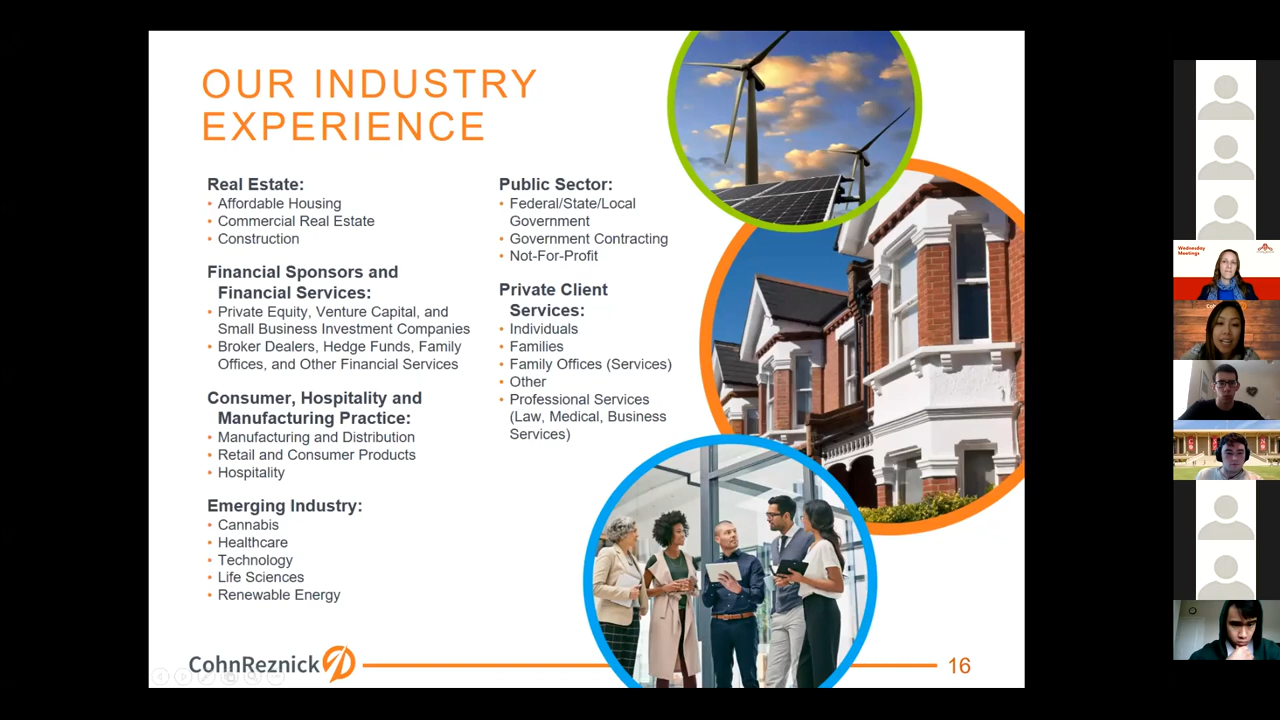 OUR INDUSTRY
EXPERIENCE
Real Estate:
• Affordable Housing
• Commercial Real Estate
• Construction
Financial Sponsors and
Financial Services:
• Private Equity, Venture Capital, and
Small Business Investment Companies
• Broker Dealers, Hedge Funds, Family
Offices, and Other Financial Services
Consumer, Hospitality and
Manufacturing Practice:
• Manufacturing and Distribution
• Retail and Consumer Products
• Hospitality
Emerging Industry:
• Cannabis
• Healthcare
• Technology
• Life Sciences
• Renewable Energy
Public Sector:
• Federal/State/Local
Government
• Government Contracting
• Not-For-Profit
Private Client
Services:
• Individuals
• Families
• Family Offices (Services)
• Other
• Professional Services
(Law, Medical, Business
Services)
CohnReznick
16
Wednesday
Meetings